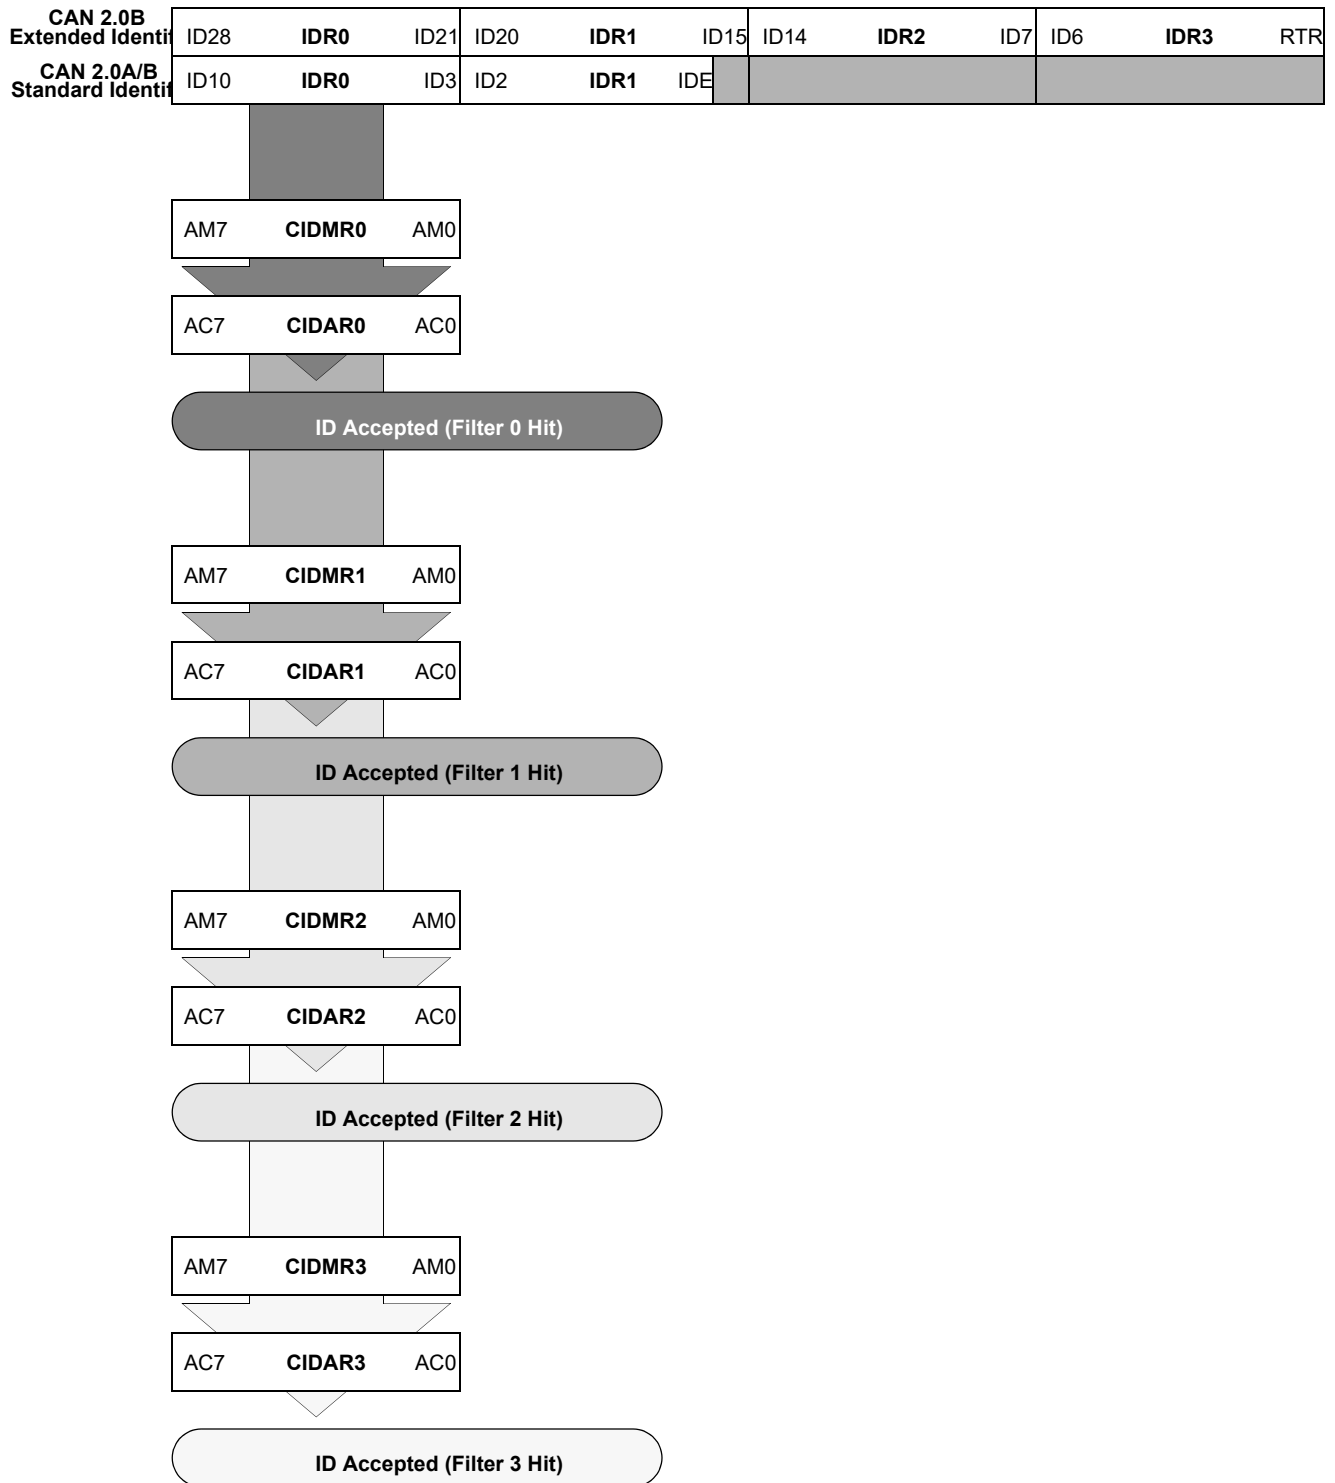 CAN 2.0B
Extended Identif ID28 IDR0 ID21 ID20 IDR1 ID15 ID14 IDR2 ID7 ID6 IDR3 RTR
CAN 2.0A/B
Standard Identif ID10 IDR0 ID3 ID2 IDR1 IDE
AM7 CIDMR0 AM0
AC7 CIDAR0 AC0
ID Accepted (Filter 0 Hit)
AM7 CIDMR1 AM0
AC7 CIDAR1 AC0
ID Accepted (Filter 1 Hit)
AM7 CIDMR2 AM0
AC7 CIDAR2 AC0
ID Accepted (Filter 2 Hit)
AM7 CIDMR3 AM0
AC7 CIDAR3 AC0
ID Accepted (Filter 3 Hit)